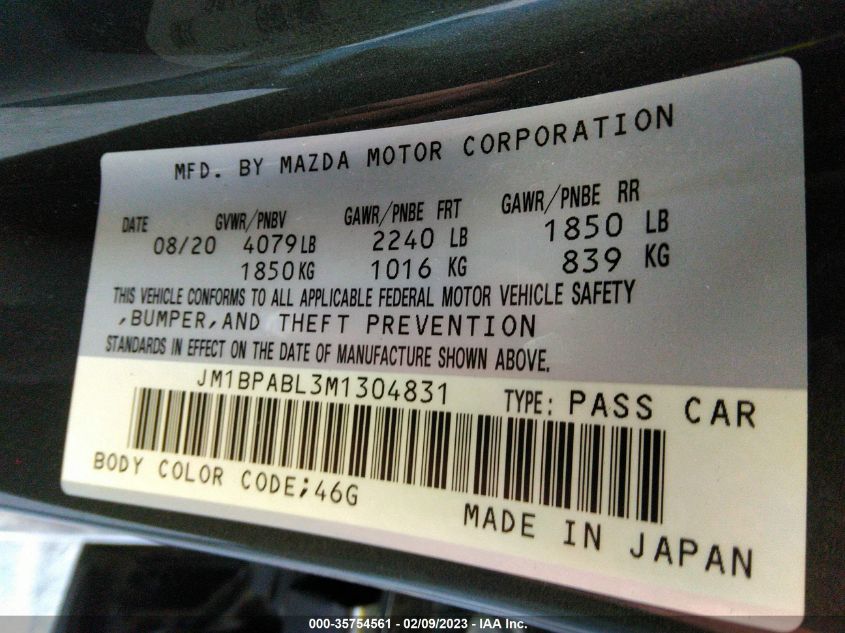 MFD. BY MAZDA MOTOR CORPORATION
DATE GVWR/PNBV GAWR/PNBE FRT GAWR/PNBE RR
08/20 4079LB 2240 LB 1850 LB
1850KG 1016 KG 839 KG
THIS VEHICLE CONFORMS TO ALL APPLICABLE FEDERAL MOTOR VEHICLE SAFETY
,BUMPER,AND THEFT PREVENTION
STANDARDS IN EFFECT ON THE DATE OF MANUFACTURE SHOWN ABOVE.
JM1BPABL3M1304831 TYPE: PASS CAR
BODY COLOR CODE;46G
MADE IN JAPAN
000-35754561 — 02/09/2023 — IAA Inc.